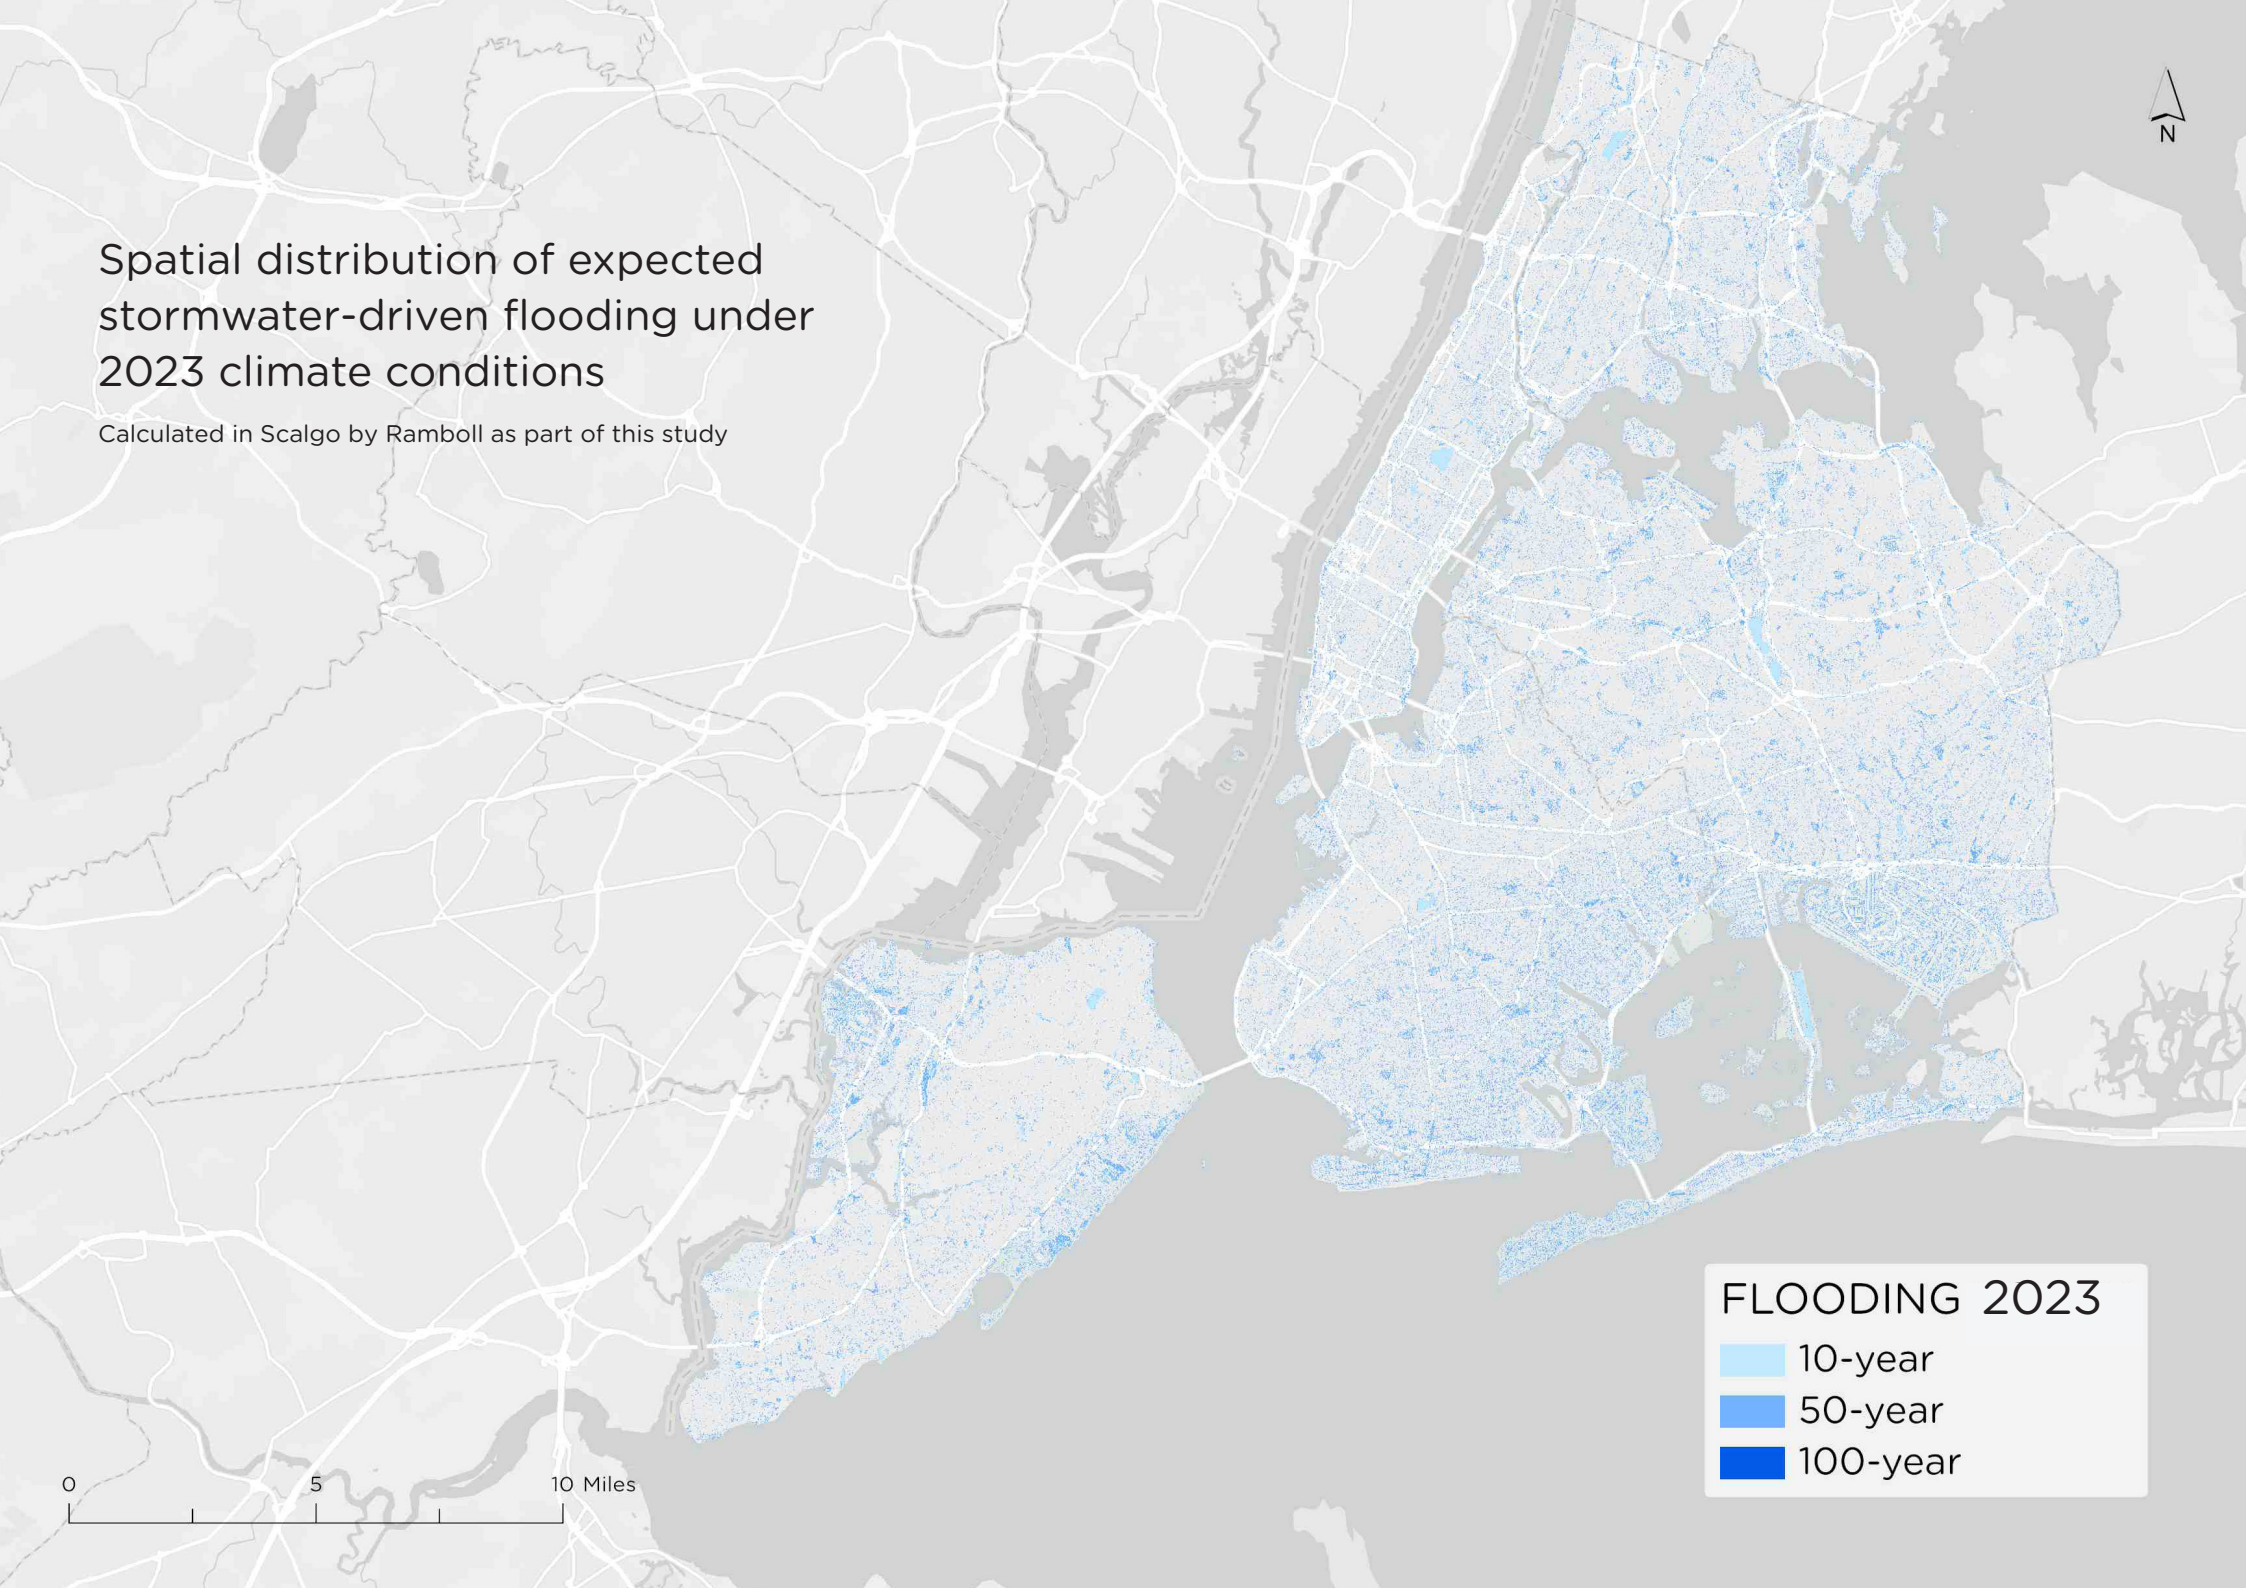 N
Spatial distribution of expected
stormwater-driven flooding under
2023 climate conditions
Calculated in Scalgo by Ramboll as part of this study
FLOODING 2023
10-year
50-year
100-year
0 5 10 Miles